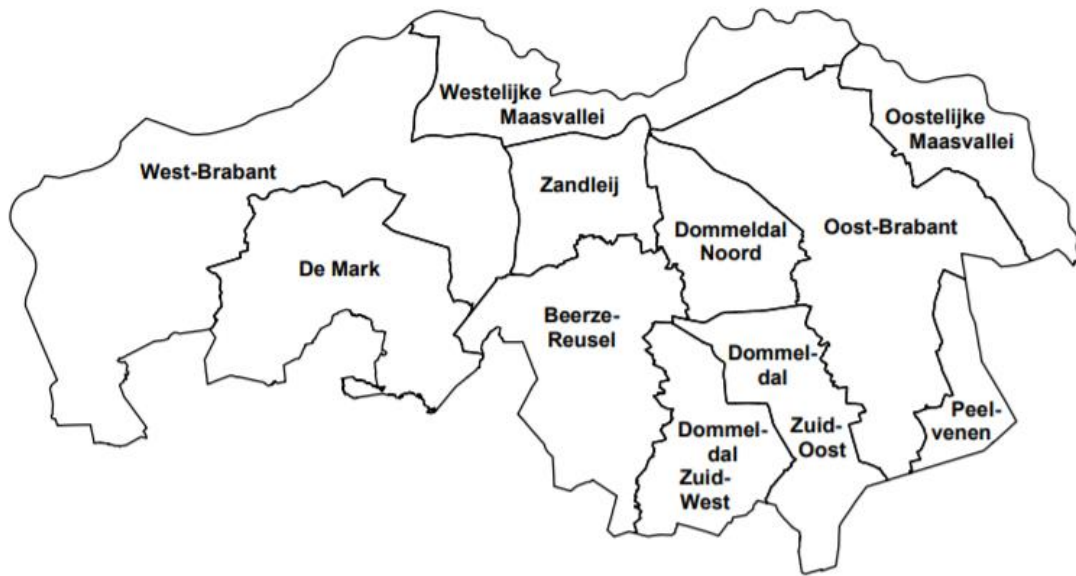 Westelijke
Maasvallei
Oostelijke
Maasvallei
West-Brabant
Zandleij
Dommeldal
Noord
Oost-Brabant
De Mark
Beerze-
Reusel
Dommel-
dal
Zuid-
Oost
Peel-
venen
Dommel-
dal
Zuid-
West